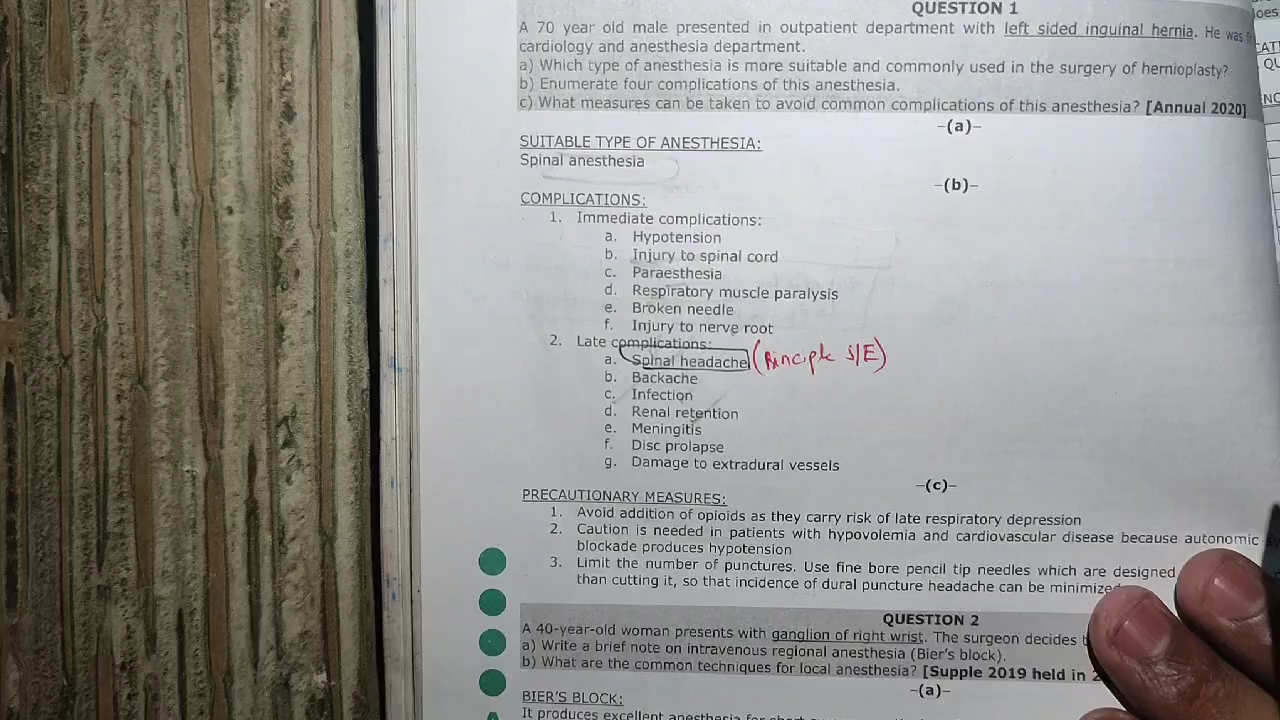 QUESTION 1
A 70 year old male presented in outpatient department with left sided inguinal hernia. He was
cardiology and anesthesia department.
a) Which type of anesthesia is more suitable and commonly used in the surgery of hernioplasty?
b) Enumerate four complications of this anesthesia.
c) What measures can be taken to avoid common complications of this anesthesia? [Annual 2020]
–(a)–
SUITABLE TYPE OF ANESTHESIA:
Spinal anesthesia
–(b)–
COMPLICATIONS:
1. Immediate complications:
a. Hypotension
b. Injury to spinal cord
c. Paraesthesia
d. Respiratory muscle paralysis
e. Broken needle
f. Injury to nerve root
2. Late complications:
a. Spinal headache (Principle S/E)
b. Backache
c. Infection
d. Renal retention
e. Meningitis
f. Disc prolapse
g. Damage to extradural vessels
–(c)–
PRECAUTIONARY MEASURES:
1. Avoid addition of opioids as they carry risk of late respiratory depression
2. Caution is needed in patients with hypovolemia and cardiovascular disease because autonomic
blockade produces hypotension
3. Limit the number of punctures. Use fine bore pencil tip needles which are designed
than cutting it, so that incidence of dural puncture headache can be minimized
QUESTION 2
A 40-year-old woman presents with ganglion of right wrist. The surgeon decides
a) Write a brief note on intravenous regional anesthesia (Bier's block).
b) What are the common techniques for local anesthesia? [Supple 2019 held in
–(a)–
BIER'S BLOCK:
It produces excellent anesthesia for short